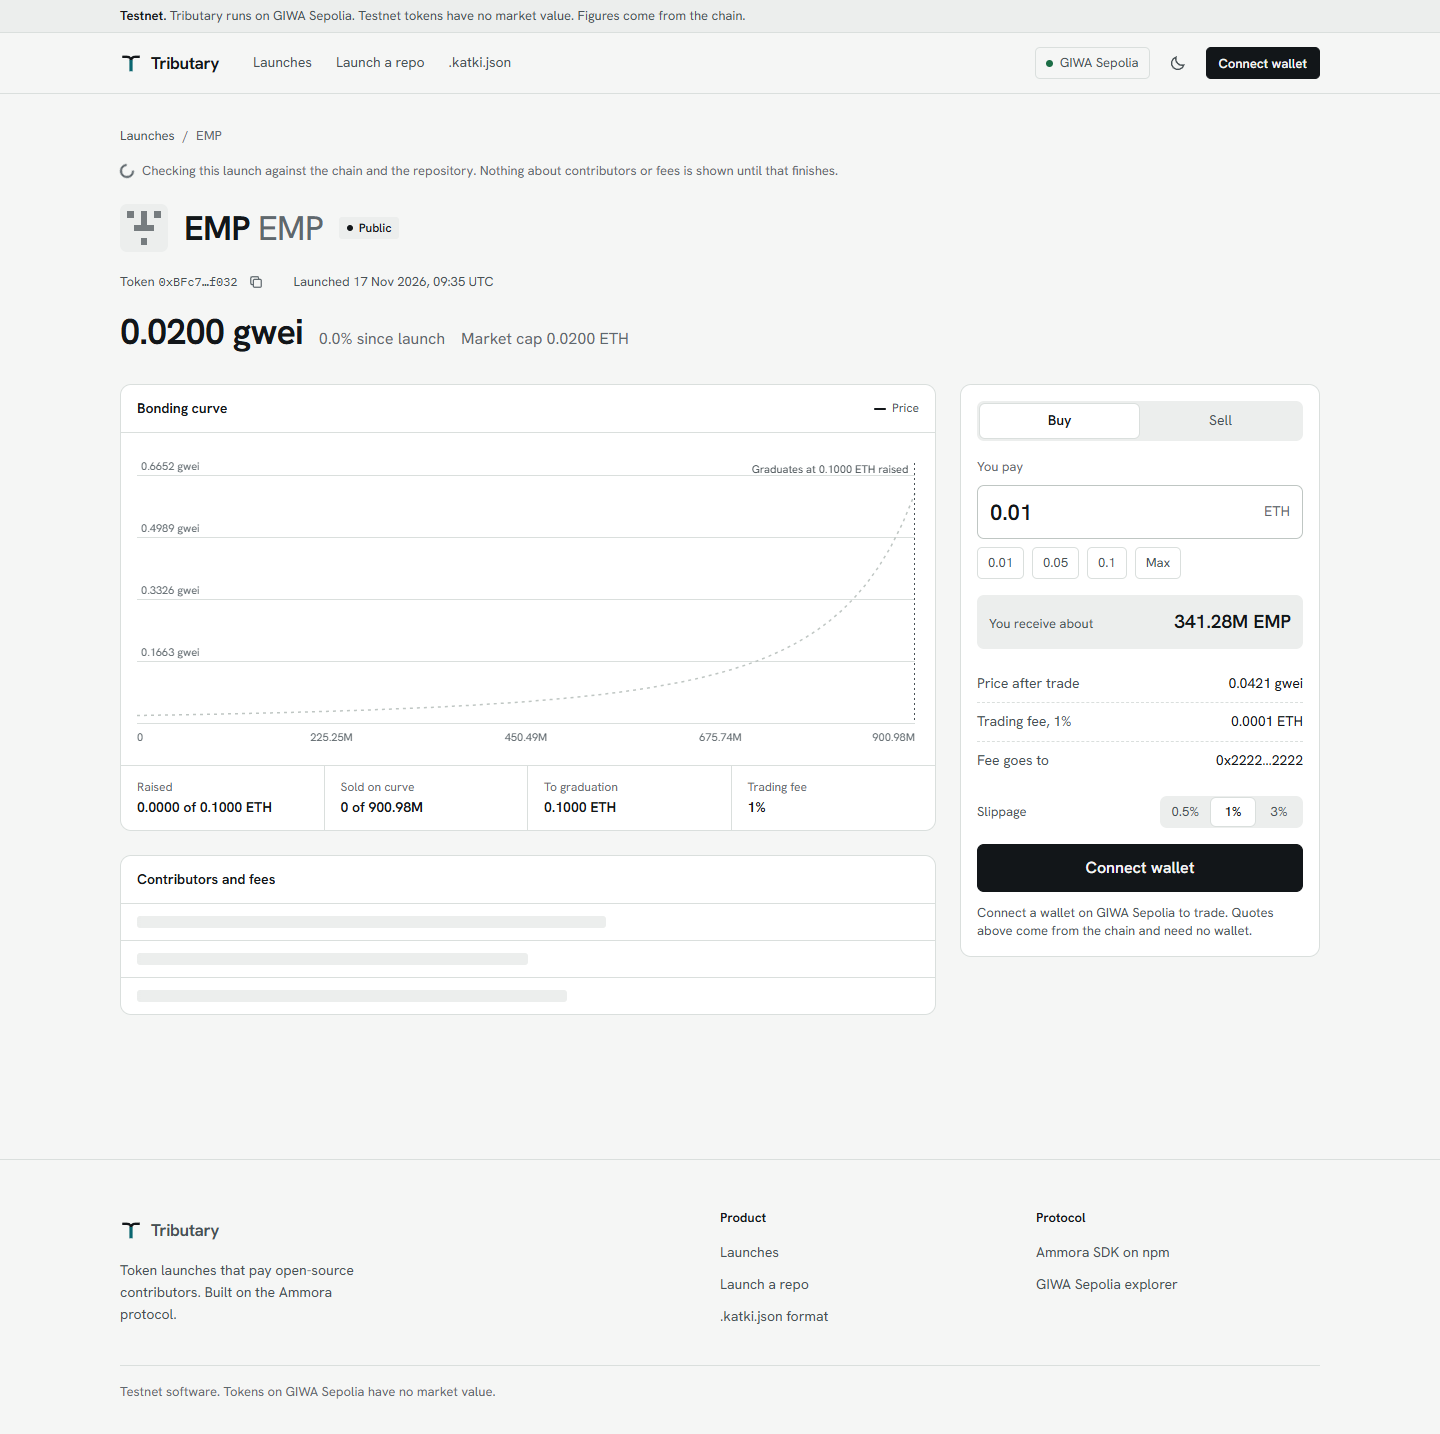 Testnet. Tributary runs on GIWA Sepolia. Testnet tokens have no market value. Figures come from the chain.
Tributary
Launches
Launch a repo
.katki.json
GIWA Sepolia
Connect wallet
Launches / EMP
Checking this launch against the chain and the repository. Nothing about contributors or fees is shown until that finishes.
EMP EMP
Public
Token 0xBFc7…f032
Launched 17 Nov 2026, 09:35 UTC
0.0200 gwei
0.0% since launch
Market cap 0.0200 ETH
Bonding curve
Price
0.6652 gwei
Graduates at 0.1000 ETH raised
0.4989 gwei
0.3326 gwei
0.1663 gwei
0
225.25M
450.49M
675.74M
900.98M
Raised
0.0000 of 0.1000 ETH
Sold on curve
0 of 900.98M
To graduation
0.1000 ETH
Trading fee
1%
Contributors and fees
Buy
Sell
You pay
0.01
ETH
0.01
0.05
0.1
Max
You receive about
341.28M EMP
Price after trade
0.0421 gwei
Trading fee, 1%
0.0001 ETH
Fee goes to
0x2222…2222
Slippage
0.5%
1%
3%
Connect wallet
Connect a wallet on GIWA Sepolia to trade. Quotes
above come from the chain and need no wallet.
Tributary
Token launches that pay open-source
contributors. Built on the Ammora
protocol.
Product
Launches
Launch a repo
.katki.json format
Protocol
Ammora SDK on npm
GIWA Sepolia explorer
Testnet software. Tokens on GIWA Sepolia have no market value.